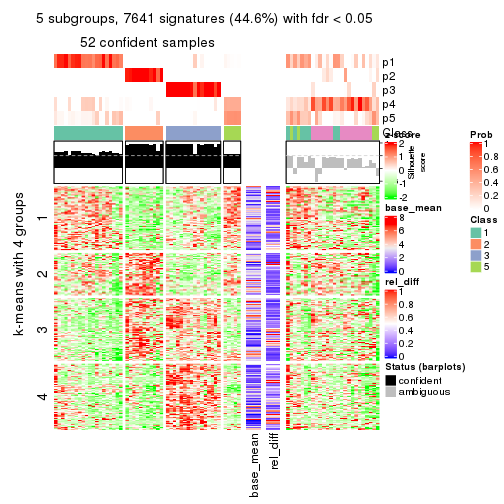 5 subgroups, 7641 signatures (44.6%) with fdr < 0.05
52 confident samples
p1
p2
p3
p4
p5
Class
z-score
2
1
0
-1
-2
Silhouette
score
Prob
1
0.8
0.6
0.4
0.2
0
base_mean
8
6
4
2
0
Class
1
2
3
5
rel_diff
1
0.8
0.6
0.4
0.2
0
Status (barplots)
confident
ambiguous
k-means with 4 groups
1
2
3
4
base_mean
rel_diff